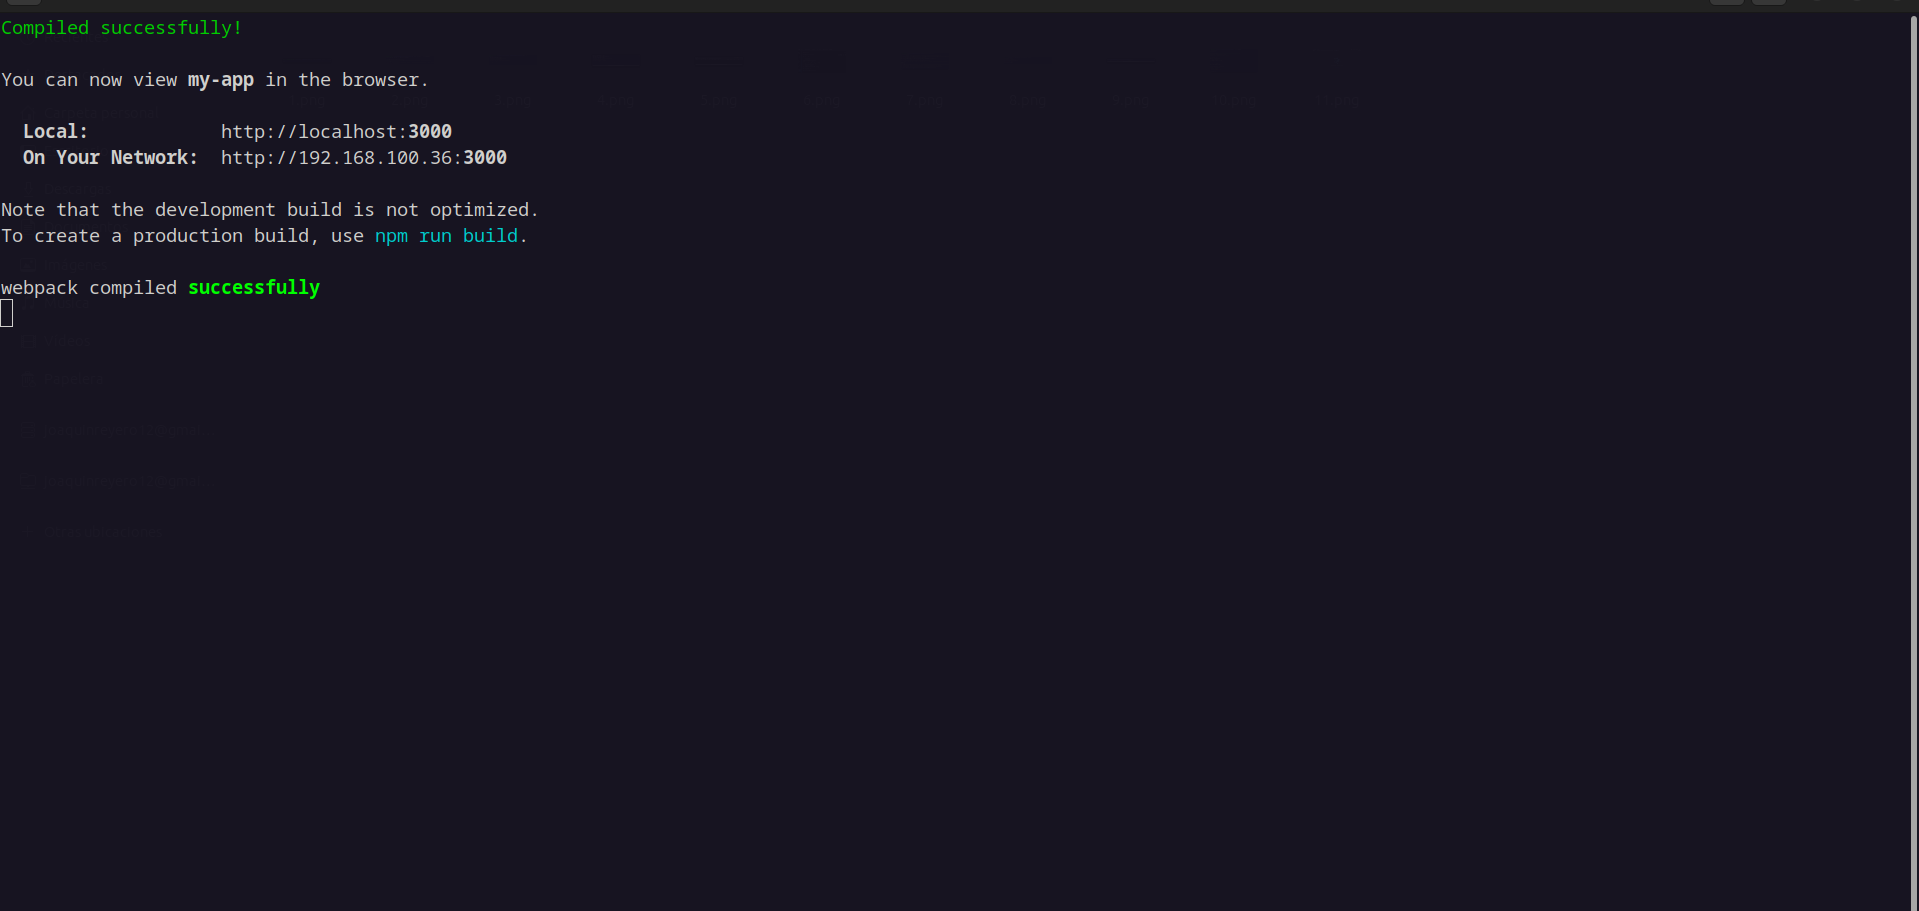 Compiled successfully!
You can now view my-app in the browser.
Local: http://localhost:3000
On Your Network: http://192.168.100.36:3000
Note that the development build is not optimized.
To create a production build, use npm run build.
webpack compiled successfully